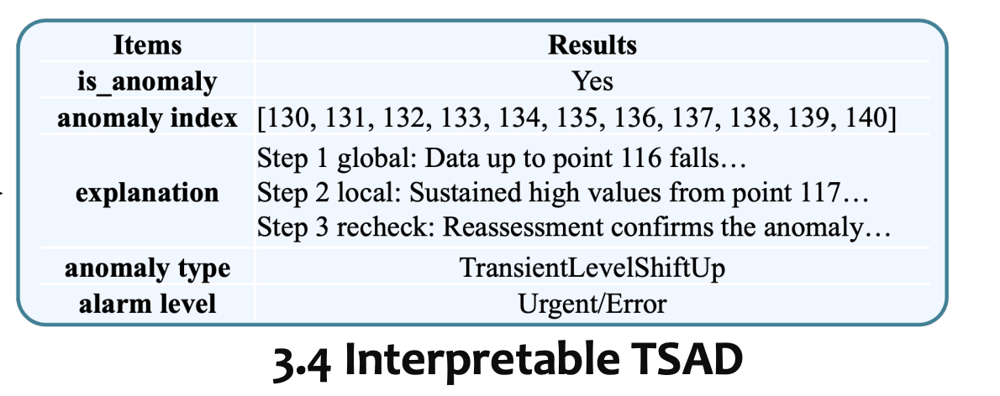 Items Results
is_anomaly Yes
anomaly index [130, 131, 132, 133, 134, 135, 136, 137, 138, 139, 140]
Step 1 global: Data up to point 116 falls…
explanation Step 2 local: Sustained high values from point 117…
Step 3 recheck: Reassessment confirms the anomaly…
anomaly type TransientLevelShiftUp
alarm level Urgent/Error
3.4 Interpretable TSAD